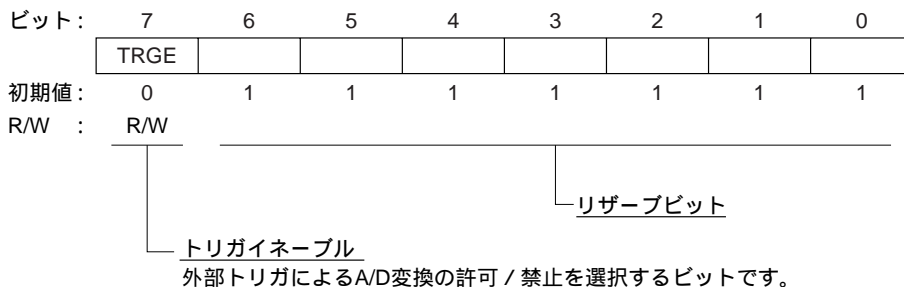 ビット: 7 6 5 4 3 2 1 0
TRGE
初期値: 0 1 1 1 1 1 1 1
R/W : R/W
リザーブビット
トリガイネーブル
外部トリガによるA/D変換の許可/禁止を選択するビットです。